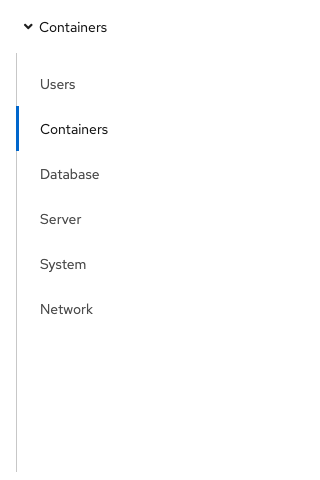 Containers
Users
Containers
Database
Server
System
Network